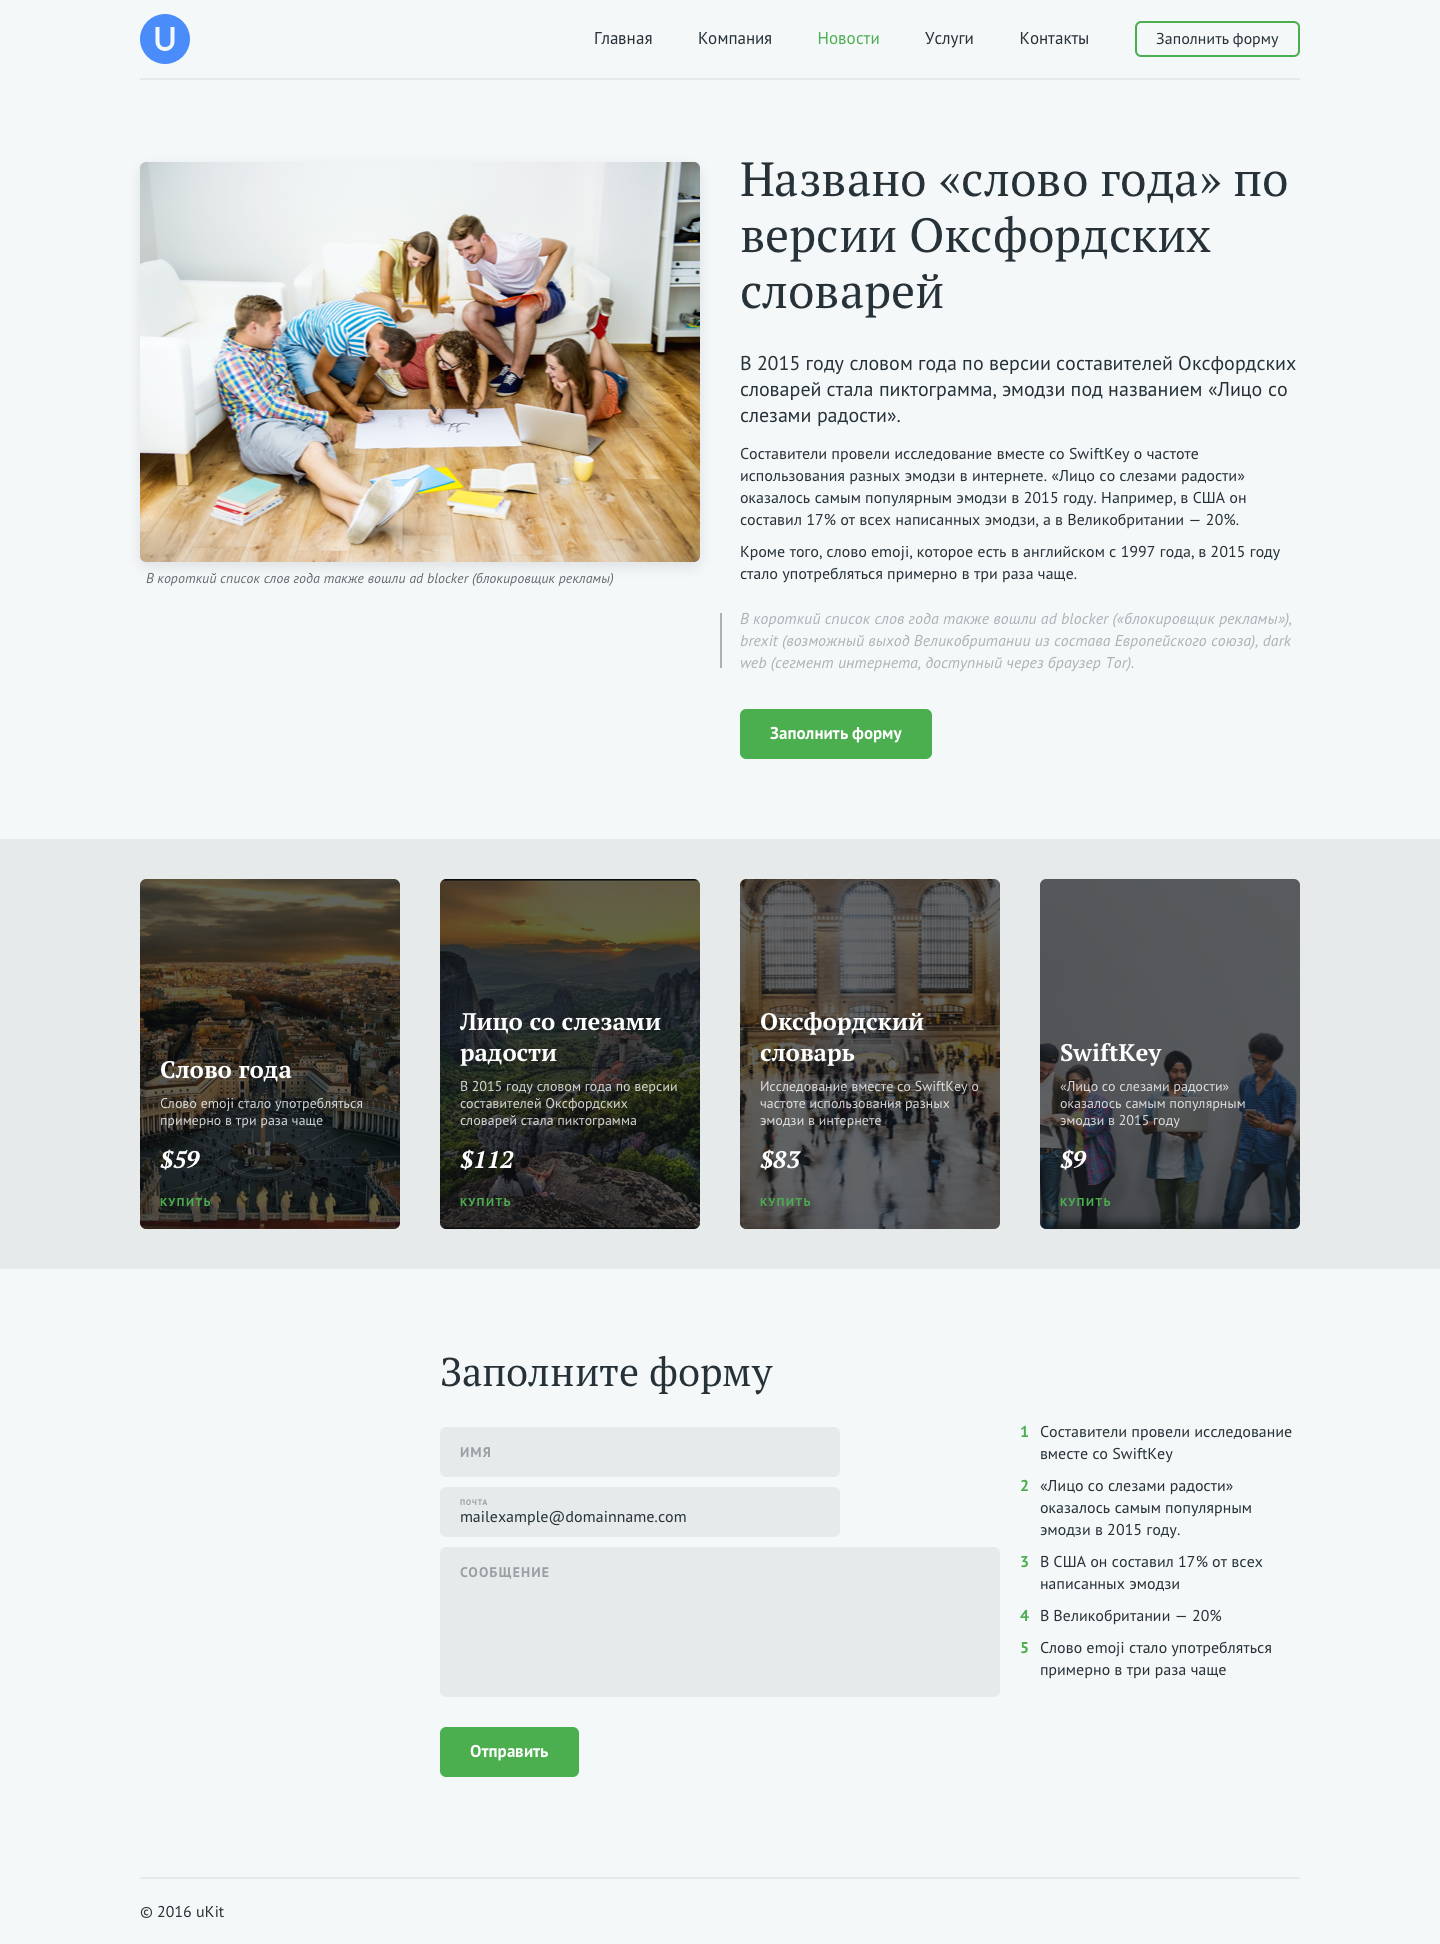 U
Главная Компания Новости Услуги Контакты Заполнить форму
Названо «слово года» по
версии Оксфордских
словарей
В 2015 году словом года по версии составителей Оксфордских
словарей стала пиктограмма, эмодзи под названием «Лицо со
слезами радости».
Составители провели исследование вместе со SwiftKey о частоте
использования разных эмодзи в интернете. «Лицо со слезами радости»
оказалось самым популярным эмодзи в 2015 году. Например, в США он
составил 17% от всех написанных эмодзи, а в Великобритании — 20%.
Кроме того, слово emoji, которое есть в английском с 1997 года, в 2015 году
стало употребляться примерно в три раза чаще.
В короткий список слов года также вошли ad blocker (блокировщик рекламы)
В короткий список слов года также вошли ad blocker («блокировщик рекламы»),
brexit (возможный выход Великобритании из состава Европейского союза), dark
web (сегмент интернета, доступный через браузер Tor).
Заполнить форму
Слово года
Слово emoji стало употребляться
примерно в три раза чаще
$59
КУПИТЬ
Лицо со слезами
радости
В 2015 году словом года по версии
составителей Оксфордских
словарей стала пиктограмма
$112
КУПИТЬ
Оксфордский
словарь
Исследование вместе со SwiftKey о
частоте использования разных
эмодзи в интернете
$83
КУПИТЬ
SwiftKey
«Лицо со слезами радости»
оказалось самым популярным
эмодзи в 2015 году
$9
КУПИТЬ
Заполните форму
ИМЯ
ПОЧТА
mailexample@domainname.com
СООБЩЕНИЕ
Отправить
1 Составители провели исследование
вместе со SwiftKey
2 «Лицо со слезами радости»
оказалось самым популярным
эмодзи в 2015 году.
3 В США он составил 17% от всех
написанных эмодзи
4 В Великобритании — 20%
5 Слово emoji стало употребляться
примерно в три раза чаще
© 2016 uKit